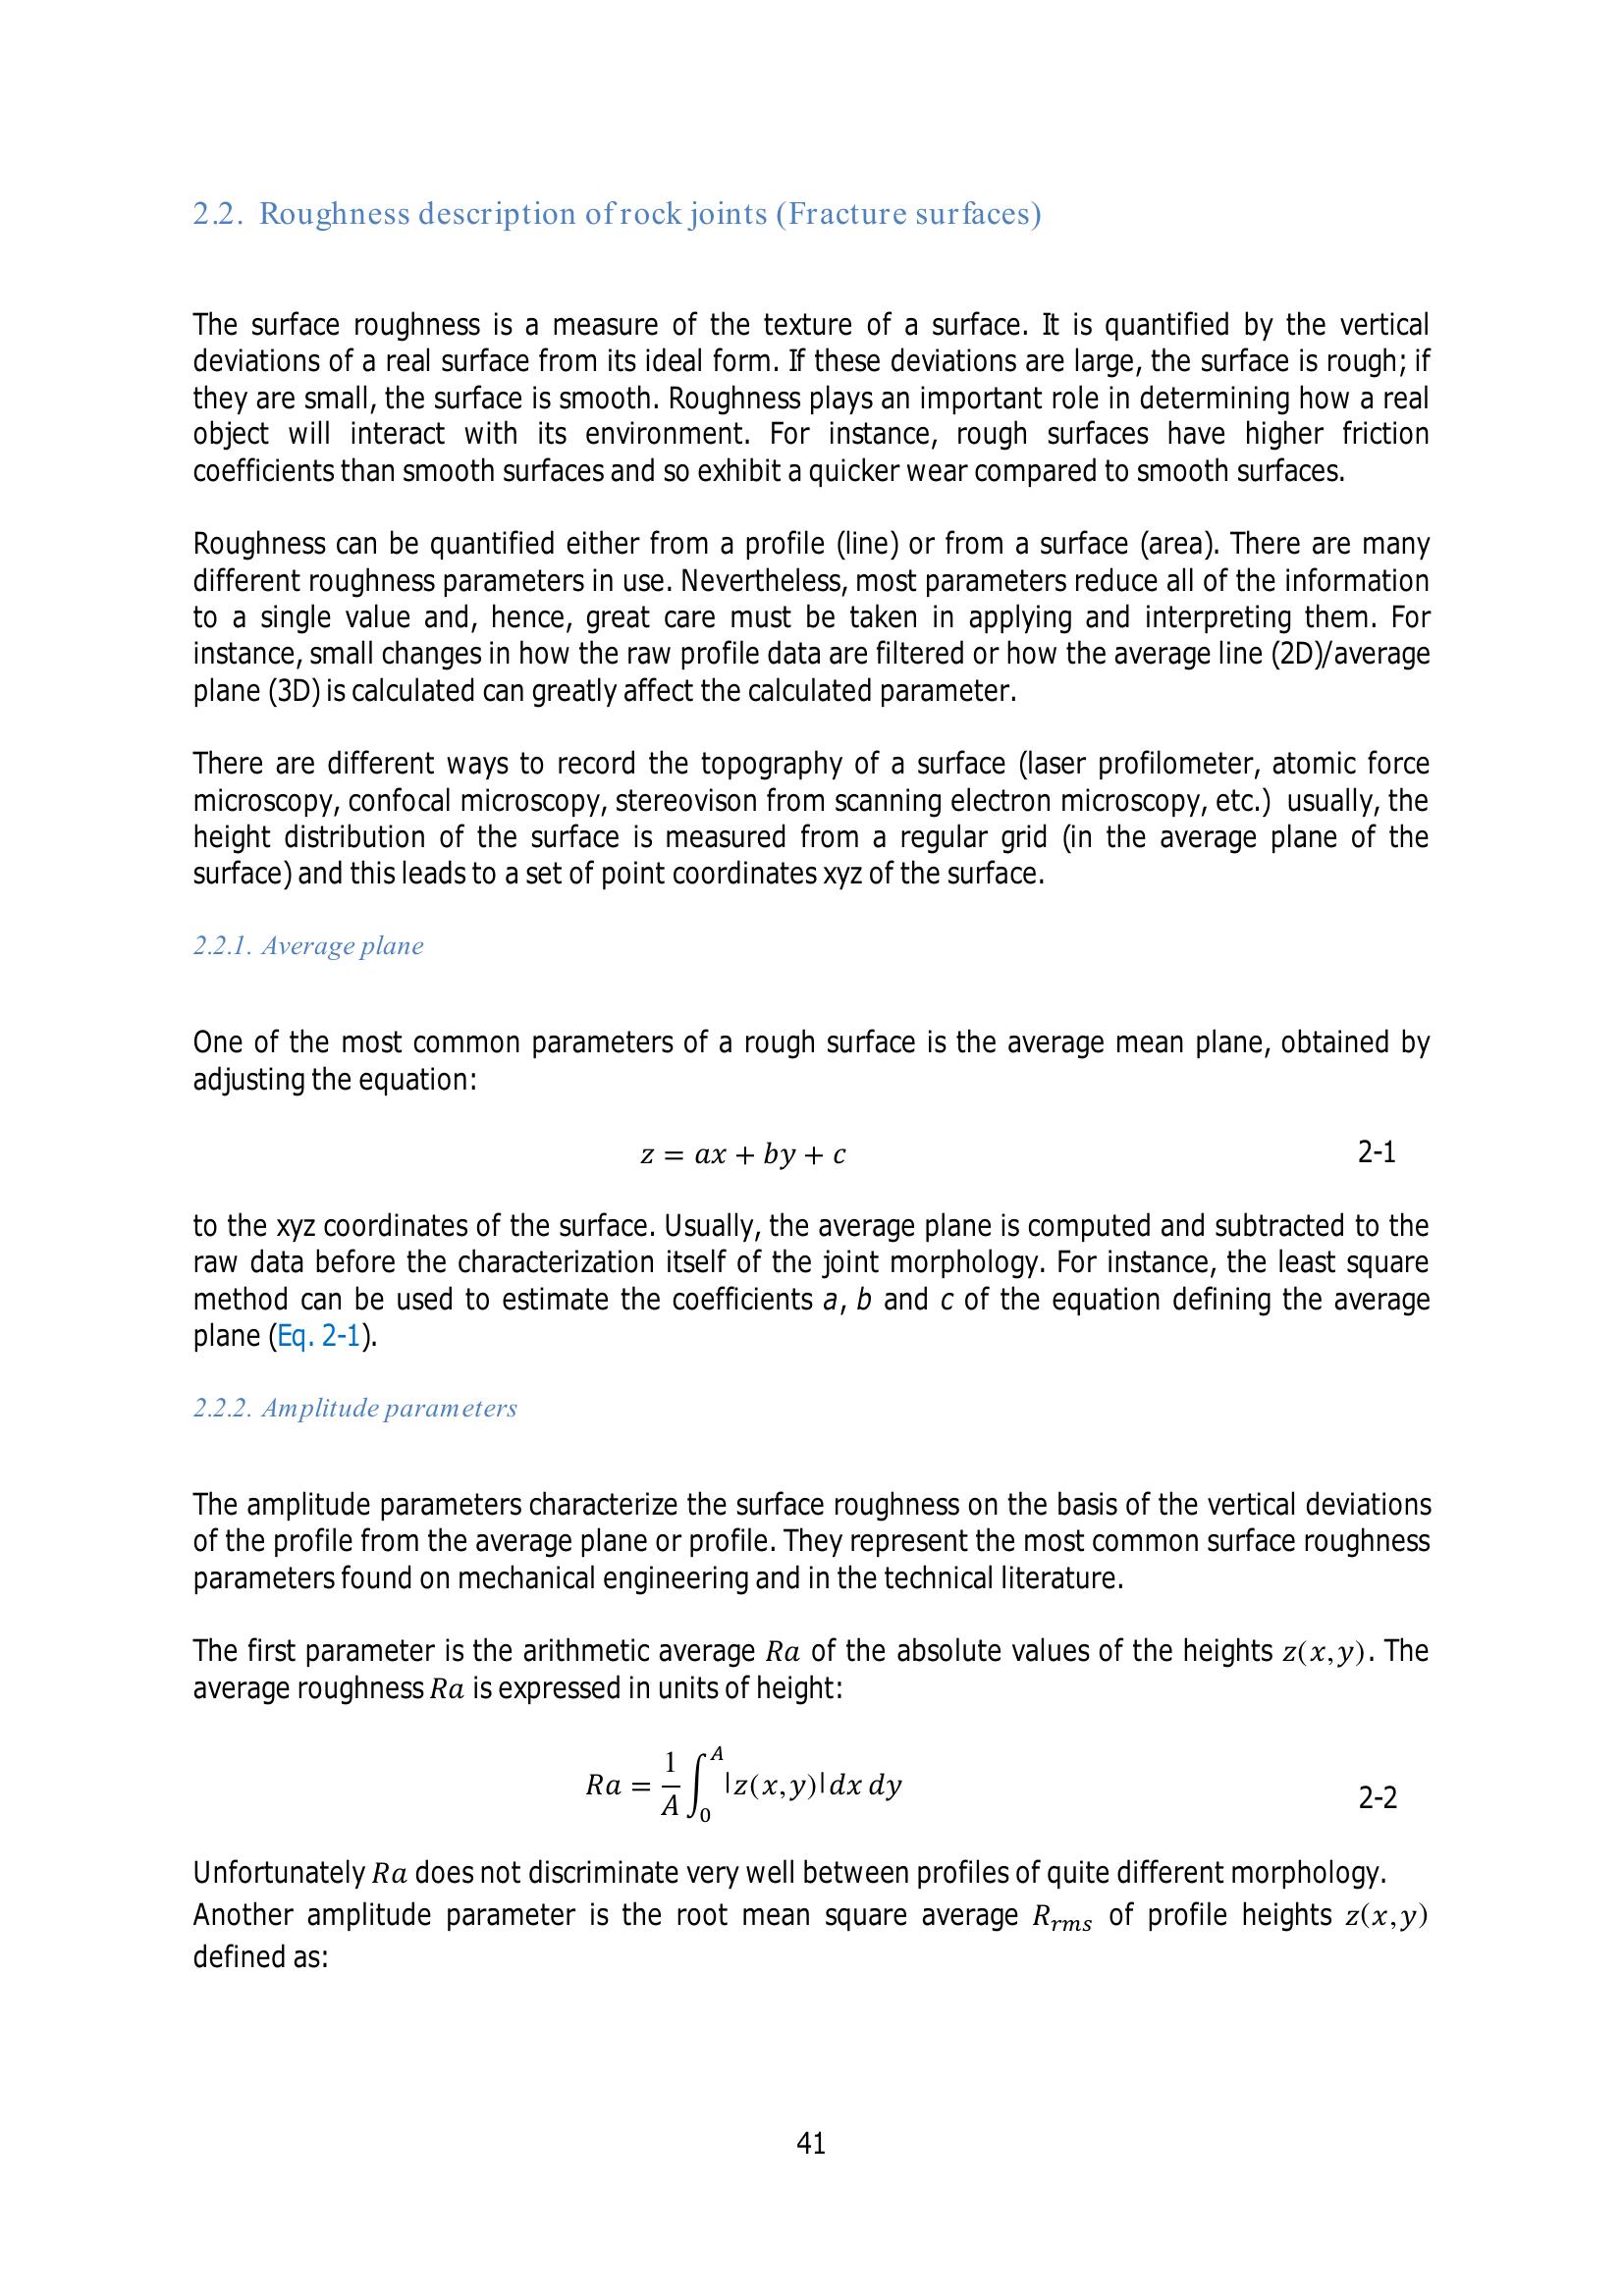 2.2. Roughness description of rock joints (Fracture surfaces)
The surface roughness is a measure of the texture of a surface. It is quantified by the vertical
deviations of a real surface from its ideal form. If these deviations are large, the surface is rough; if
they are small, the surface is smooth. Roughness plays an important role in determining how a real
object will interact with its environment. For instance, rough surfaces have higher friction
coefficients than smooth surfaces and so exhibit a quicker wear compared to smooth surfaces.
Roughness can be quantified either from a profile (line) or from a surface (area). There are many
different roughness parameters in use. Nevertheless, most parameters reduce all of the information
to a single value and, hence, great care must be taken in applying and interpreting them. For
instance, small changes in how the raw profile data are filtered or how the average line (2D)/average
plane (3D) is calculated can greatly affect the calculated parameter.
There are different ways to record the topography of a surface (laser profilometer, atomic force
microscopy, confocal microscopy, stereovison from scanning electron microscopy, etc.) usually, the
height distribution of the surface is measured from a regular grid (in the average plane of the
surface) and this leads to a set of point coordinates xyz of the surface.
2.2.1. Average plane
One of the most common parameters of a rough surface is the average mean plane, obtained by
adjusting the equation:
z = ax + by + c 2-1
to the xyz coordinates of the surface. Usually, the average plane is computed and subtracted to the
raw data before the characterization itself of the joint morphology. For instance, the least square
method can be used to estimate the coefficients a, b and c of the equation defining the average
plane (Eq. 2-1).
2.2.2. Amplitude parameters
The amplitude parameters characterize the surface roughness on the basis of the vertical deviations
of the profile from the average plane or profile. They represent the most common surface roughness
parameters found on mechanical engineering and in the technical literature.
The first parameter is the arithmetic average Ra of the absolute values of the heights z(x,y). The
average roughness Ra is expressed in units of height:
Ra = 1/A ∫₀ᴬ |z(x,y)| dx dy 2-2
Unfortunately Ra does not discriminate very well between profiles of quite different morphology.
Another amplitude parameter is the root mean square average R_rms of profile heights z(x,y)
defined as:
41